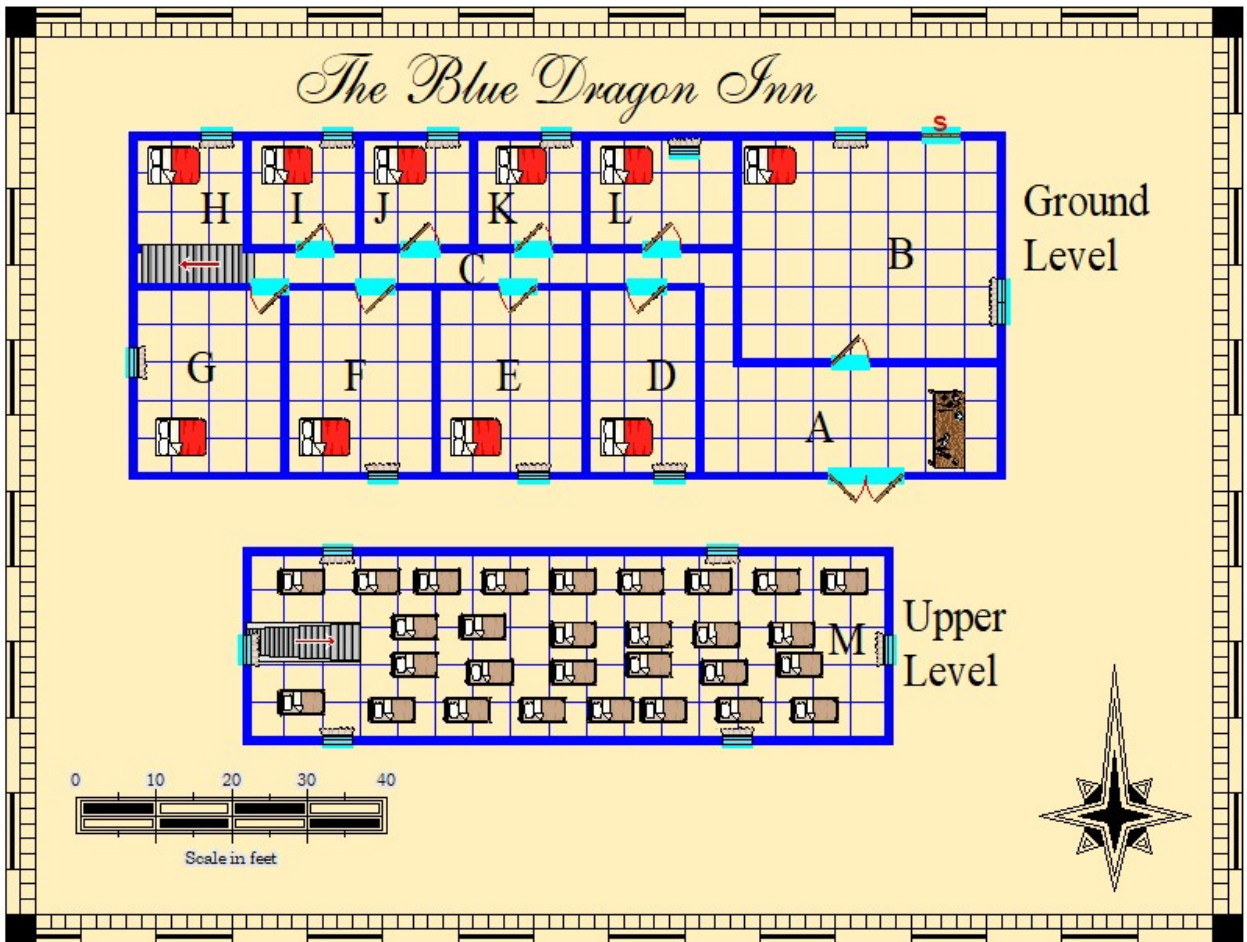 The Blue Dragon Inn
S
H
I
J
K
L
Ground
Level
B
C
G
F
E
D
A
Upper
Level
M
0 10 20 30 40
Scale in feet